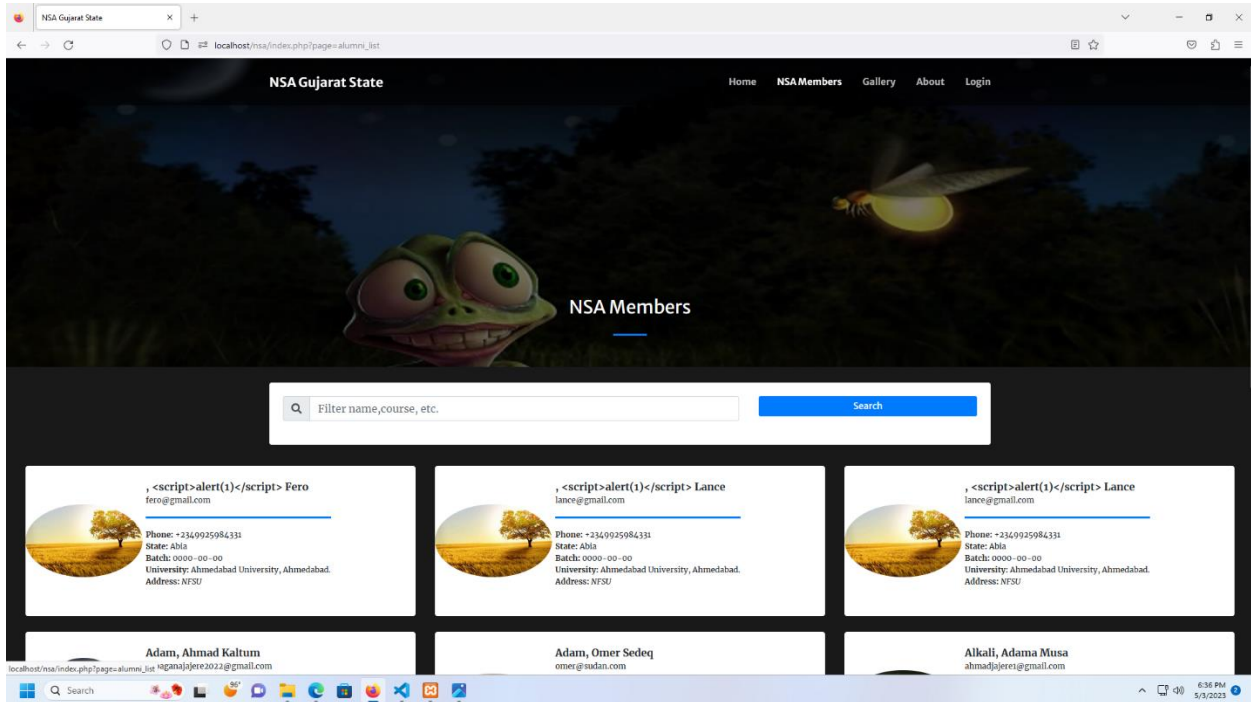 NSA Gujarat State
localhost/nsa/index.php?page=alumni_list
NSA Gujarat State
Home NSA Members Gallery About Login
NSA Members
Filter name,course, etc.
Search
, <script>alert(1)</script> Fero
fero@gmail.com
Phone: +2349925984331
State: Abia
Batch: 0000-00-00
University: Ahmedabad University, Ahmedabad.
Address: NFSU
, <script>alert(1)</script> Lance
lance@gmail.com
Phone: +2349925984331
State: Abia
Batch: 0000-00-00
University: Ahmedabad University, Ahmedabad.
Address: NFSU
, <script>alert(1)</script> Lance
lance@gmail.com
Phone: +2349925984331
State: Abia
Batch: 0000-00-00
University: Ahmedabad University, Ahmedabad.
Address: NFSU
Adam, Ahmad Kaltum
Adam, Omer Sedeq
omer@sudan.com
Alkali, Adama Musa
ahmadjajere1@gmail.com
localhost/nsa/index.php?page=alumni_list
Search
96°
6:36 PM
5/3/2023
2